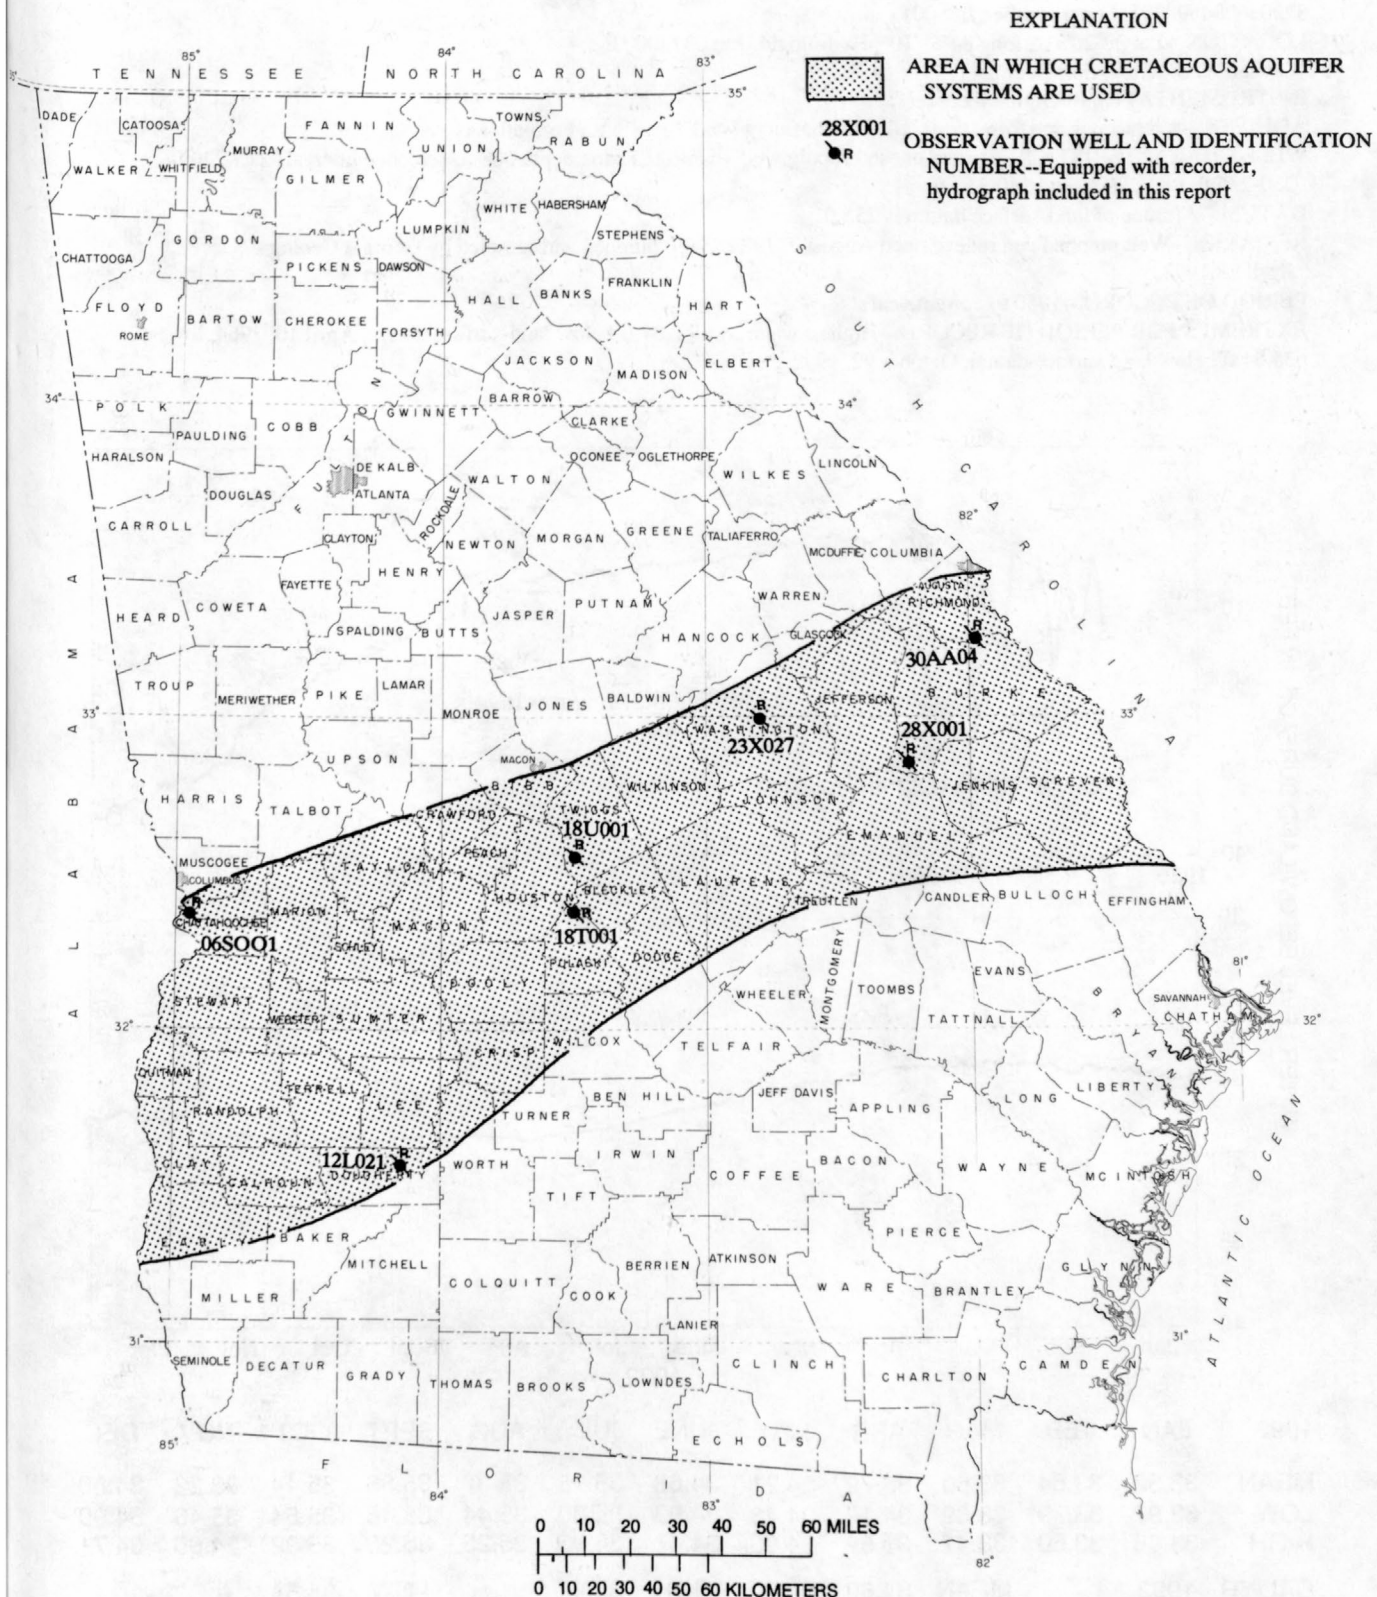 EXPLANATION
AREA IN WHICH CRETACEOUS AQUIFER
SYSTEMS ARE USED
28X001
R
OBSERVATION WELL AND IDENTIFICATION
NUMBER--Equipped with recorder,
hydrograph included in this report
85°
84°
83°
TENNESSEE
NORTH CAROLINA
35°
DADE
CATOOSA
FANNIN
TOWNS
RABUN
UNION
MURRAY
WALKER
WHITFIELD
GILMER
WHITE
HABERSHAM
LUMPKIN
STEPHENS
GORDON
CHATTOOGA
PICKENS
DAWSON
FRANKLIN
HALL
BANKS
HART
FLOYD
BARTOW
CHEROKEE
FORSYTH
ROME
JACKSON
MADISON
ELBERT
SOUTH CAROLINA
34°
POLK
BARROW
34°
GWINNETT
CLARKE
PAULDING
COBB
FULTON
HARALSON
DE KALB
OCONEE
OGLETHORPE
WALTON
WILKES
LINCOLN
DOUGLAS
ATLANTA
CARROLL
ROCKDALE
82°
CLAYTON
NEWTON
MORGAN
GREENE
TALIAFERRO
MCDUFFIE
COLUMBIA
HENRY
FAYETTE
AUGUSTA
WARREN
RICHMOND
HEARD
COWETA
JASPER
PUTNAM
SPALDING
BUTTS
HANCOCK
GLASCOCK
R
30AA04
TROUP
MERIWETHER
PIKE
LAMAR
BALDWIN
JEFFERSON
BURKE
JONES
33°
MONROE
R
WASHINGTON
23X027
28X001
R
33°
UPSON
MACON
BIBB
WILKINSON
JOHNSON
JENKINS
SCREVEN
HARRIS
TALBOT
CRAWFORD
TWIGGS
18U001
R
EMANUEL
ALABAMA
MUSCOGEE
COLUMBUS
TAYLOR
PEACH
HOUSTON
BLECKLEY
LAURENS
TREUTLEN
CANDLER
BULLOCH
EFFINGHAM
R
CHATTAHOOCHEE
MARION
MACON
R
18T001
06SOO1
SCHLEY
PULASKI
DODGE
MONTGOMERY
EVANS
81°
DOOLY
WHEELER
TOOMBS
STEWART
WEBSTER
SUMTER
TATTNALL
BRYAN
SAVANNAH
CHATHAM
32°
32°
CRISP
WILCOX
TELFAIR
QUITMAN
TERRELL
LIBERTY
RANDOLPH
LEE
TURNER
BEN HILL
JEFF DAVIS
APPLING
LONG
12L021
R
CLAY
CALHOUN
DOUGHERTY
WORTH
IRWIN
COFFEE
BACON
WAYNE
MCINTOSH
TIFT
EARLY
BAKER
MITCHELL
PIERCE
ATLANTIC OCEAN
BERRIEN
ATKINSON
GLYNN
COLQUITT
COOK
WARE
BRANTLEY
MILLER
LANIER
31°
31°
SEMINOLE
DECATUR
GRADY
THOMAS
BROOKS
LOWNDES
CLINCH
CHARLTON
CAMDEN
85°
ECHOLS
FLORIDA
84°
83°
82°
0 10 20 30 40 50 60 MILES
0 10 20 30 40 50 60 KILOMETERS